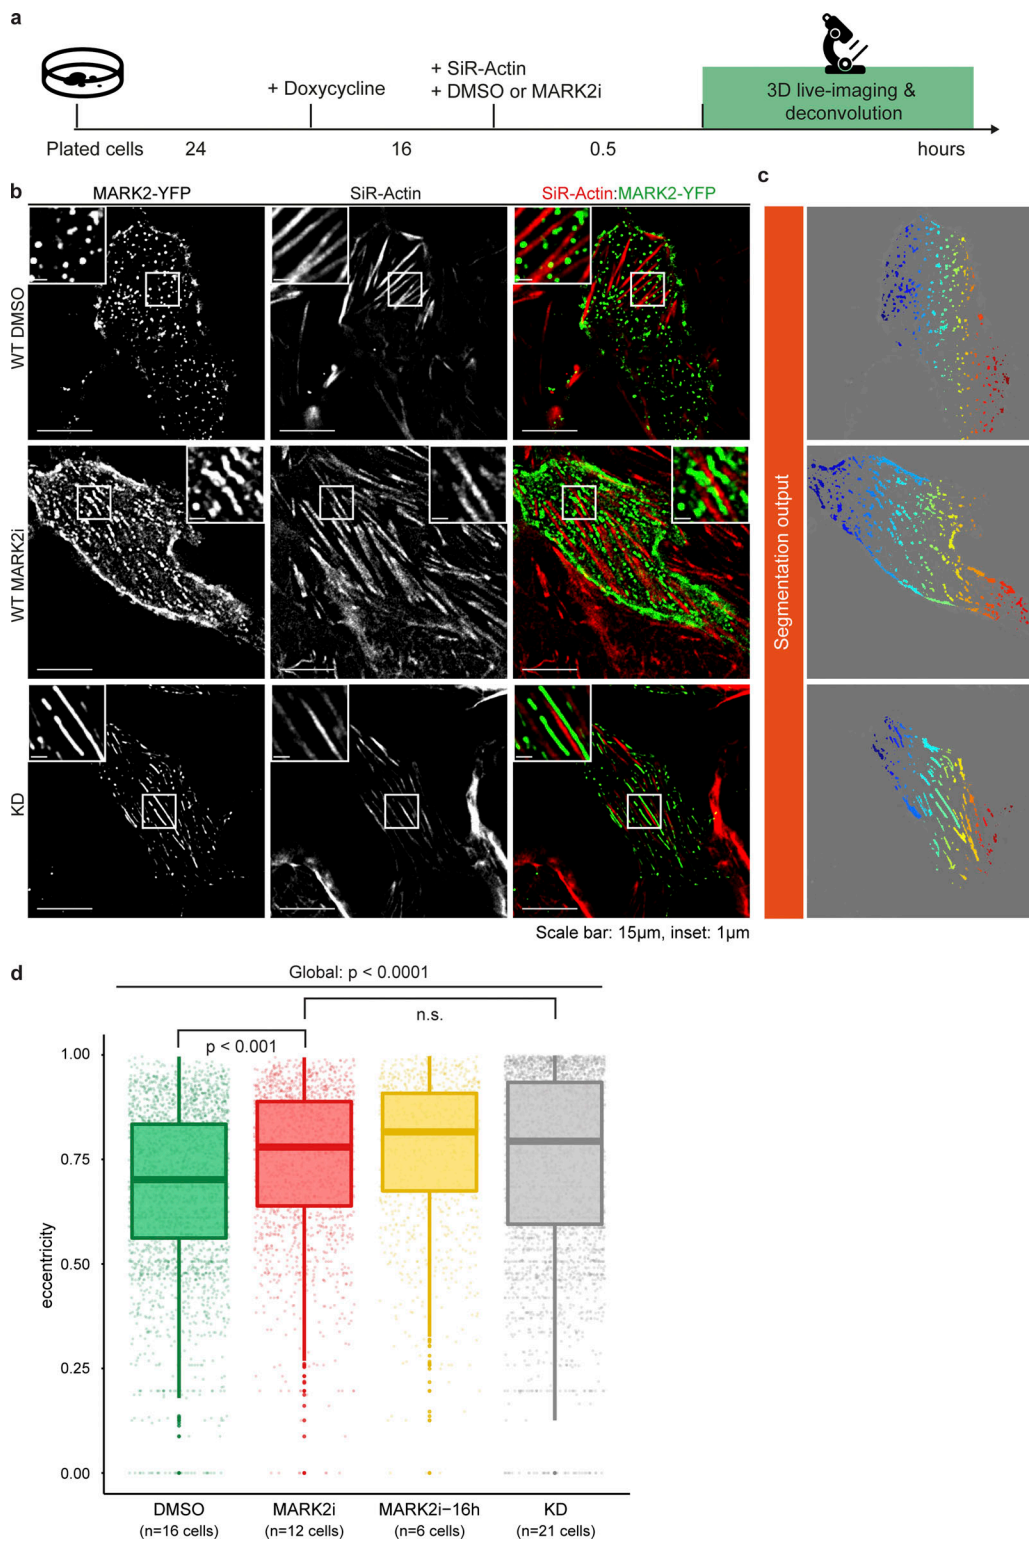 a
+ Doxycycline
+ SiR-Actin
+ DMSO or MARK2i
3D live-imaging &
deconvolution
Plated cells 24 16 0.5 hours
b
MARK2-YFP SiR-Actin SiR-Actin:MARK2-YFP
c
WT DMSO
WT MARK2i
KD
Segmentation output
Scale bar: 15µm, inset: 1µm
d
Global: p < 0.0001
n.s.
p < 0.001
eccentricity
1.00
0.75
0.50
0.25
0.00
DMSO MARK2i MARK2i−16h KD
(n=16 cells) (n=12 cells) (n=6 cells) (n=21 cells)